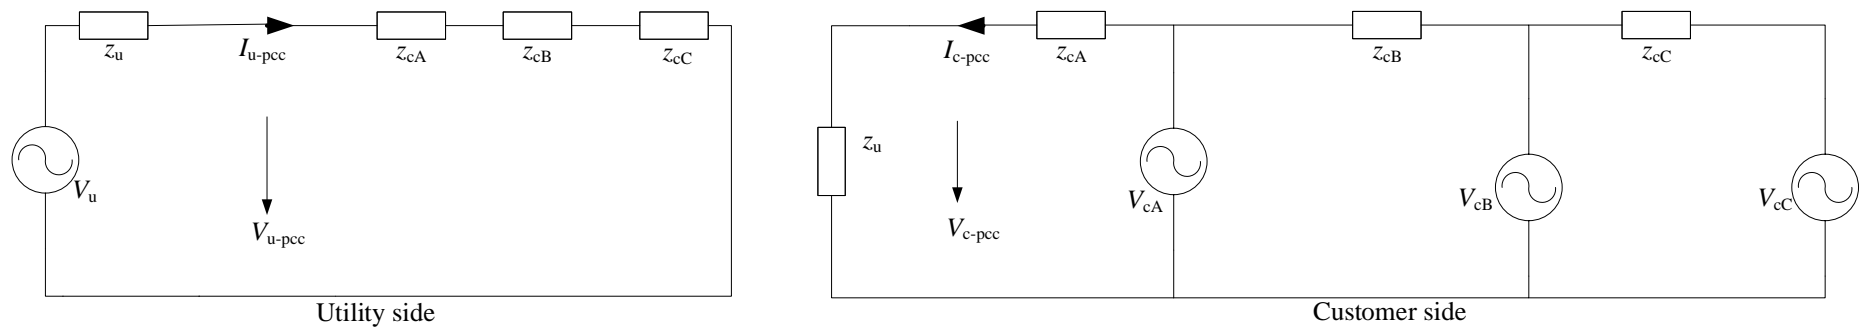 z_u
I_u-pcc
z_cA
z_cB
z_cC
V_u
V_u-pcc
Utility side
I_c-pcc
z_cA
z_cB
z_cC
z_u
V_cA
V_cB
V_cC
V_c-pcc
Customer side